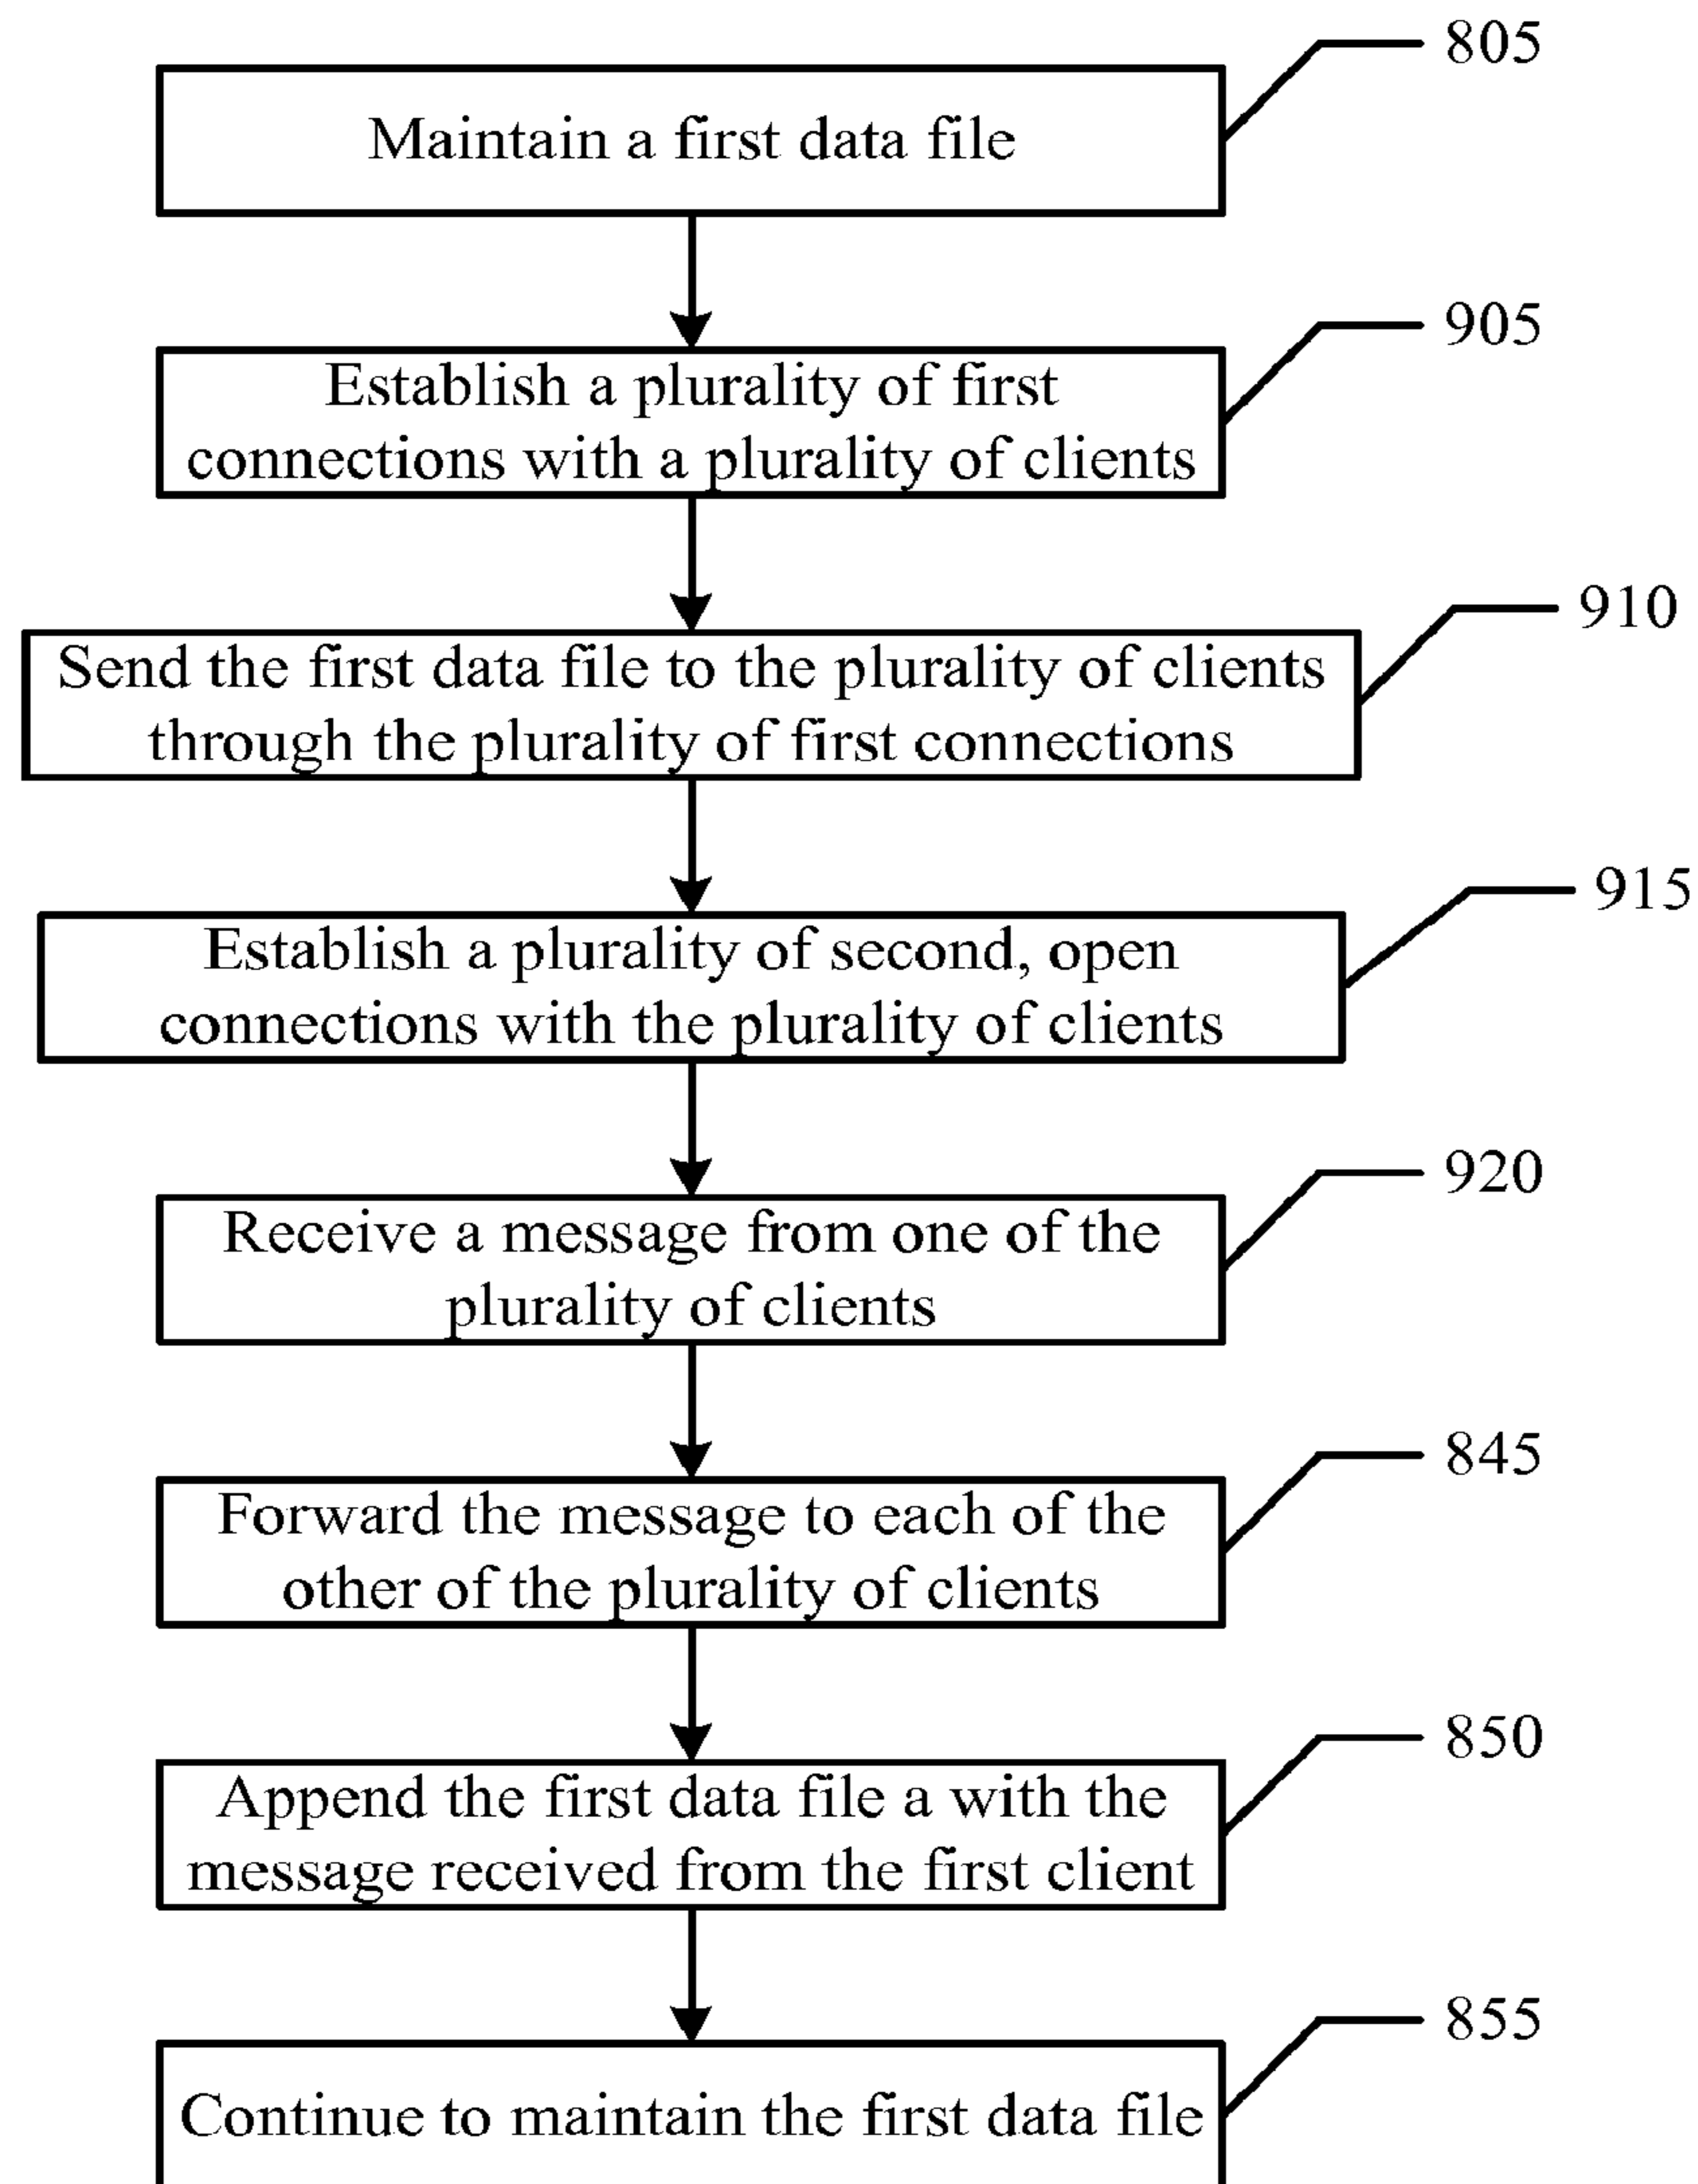 805
Maintain a first data file
905
Establish a plurality of first
connections with a plurality of clients
910
Send the first data file to the plurality of clients
through the plurality of first connections
915
Establish a plurality of second, open
connections with the plurality of clients
920
Receive a message from one of the
plurality of clients
845
Forward the message to each of the
other of the plurality of clients
850
Append the first data file a with the
message received from the first client
855
Continue to maintain the first data file